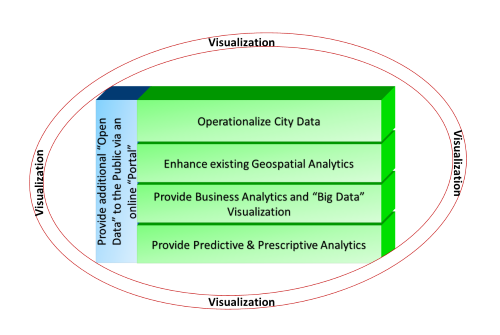 Visualization
Operationalize City Data
Enhance existing Geospatial Analytics
Provide Business Analytics and “Big Data”
Visualization
Provide Predictive & Prescriptive Analytics
Provide additional “Open
Data” to the Public via an
online “Portal”
Visualization
Visualization
Visualization